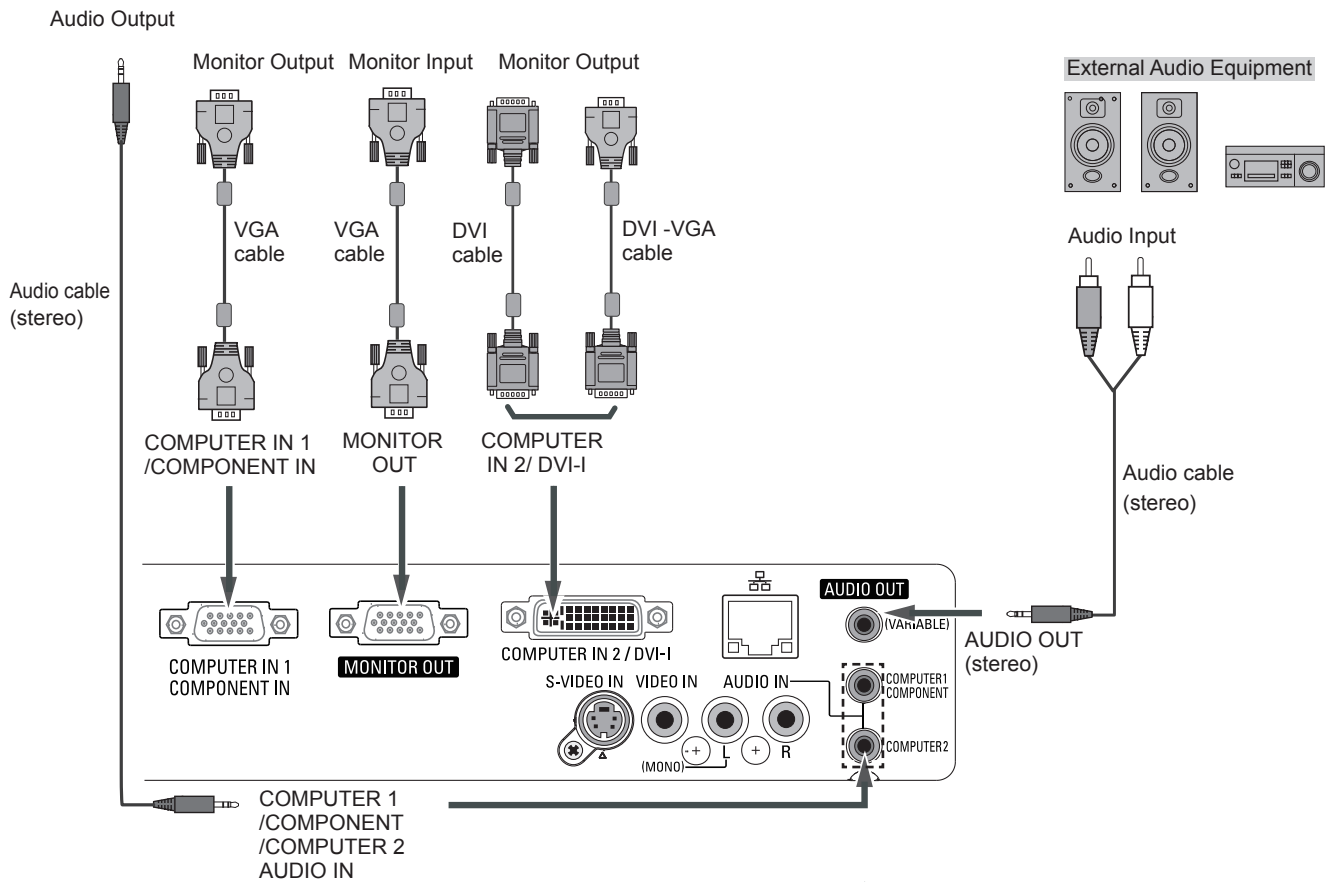 Audio Output
Monitor Output
Monitor Input
Monitor Output
External Audio Equipment
VGA
cable
VGA
cable
DVI
cable
DVI -VGA
cable
Audio Input
Audio cable
(stereo)
COMPUTER IN 1
/COMPONENT IN
MONITOR
OUT
COMPUTER
IN 2/ DVI-I
Audio cable
(stereo)
AUDIO OUT
(VARIABLE)
AUDIO OUT
(stereo)
COMPUTER IN 1
COMPONENT IN
MONITOR OUT
COMPUTER IN 2 / DVI-I
S-VIDEO IN
VIDEO IN
AUDIO IN
COMPUTER1
COMPONENT
COMPUTER2
(MONO)
L
R
COMPUTER 1
/COMPONENT
/COMPUTER 2
AUDIO IN